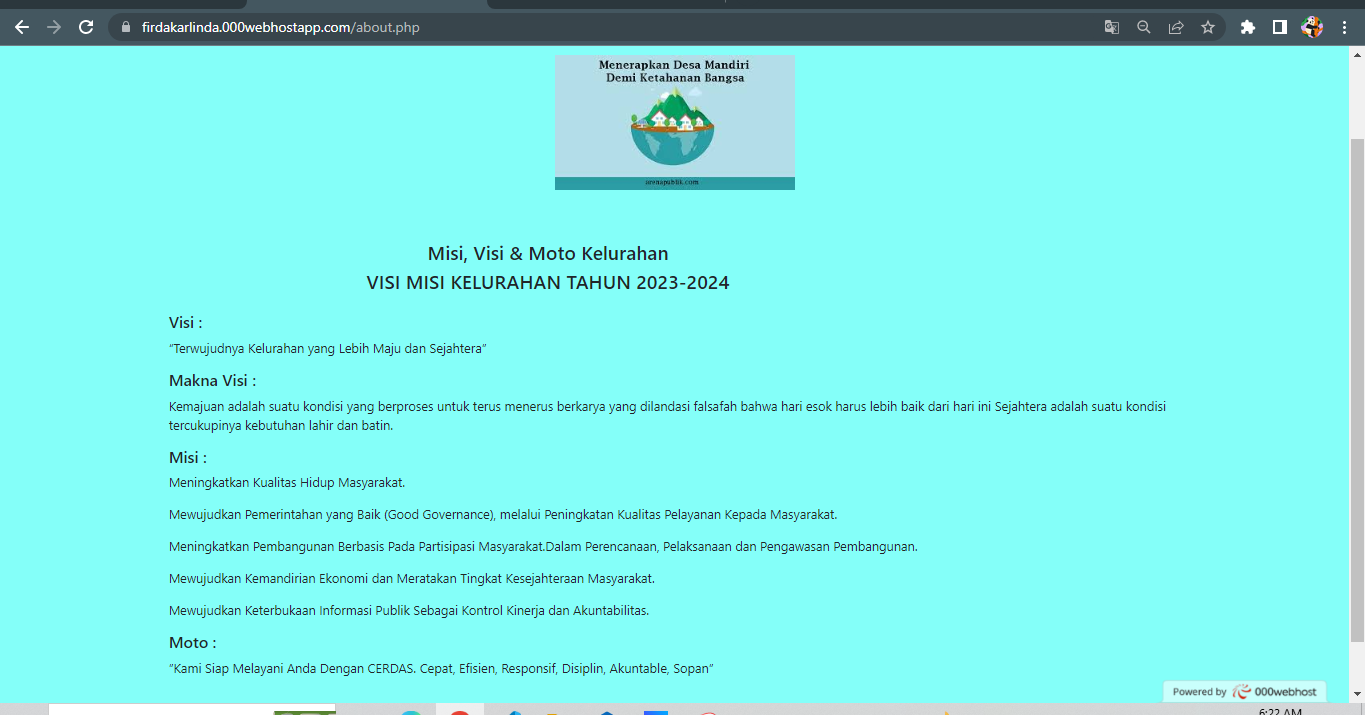 firdakarlinda.000webhostapp.com/about.php
Menerapkan Desa Mandiri
Demi Ketahanan Bangsa
arenapublik.com
Misi, Visi & Moto Kelurahan
VISI MISI KELURAHAN TAHUN 2023-2024
Visi :
“Terwujudnya Kelurahan yang Lebih Maju dan Sejahtera”
Makna Visi :
Kemajuan adalah suatu kondisi yang berproses untuk terus menerus berkarya yang dilandasi falsafah bahwa hari esok harus lebih baik dari hari ini Sejahtera adalah suatu kondisi
tercukupinya kebutuhan lahir dan batin.
Misi :
Meningkatkan Kualitas Hidup Masyarakat.
Mewujudkan Pemerintahan yang Baik (Good Governance), melalui Peningkatan Kualitas Pelayanan Kepada Masyarakat.
Meningkatkan Pembangunan Berbasis Pada Partisipasi Masyarakat.Dalam Perencanaan, Pelaksanaan dan Pengawasan Pembangunan.
Mewujudkan Kemandirian Ekonomi dan Meratakan Tingkat Kesejahteraan Masyarakat.
Mewujudkan Keterbukaan Informasi Publik Sebagai Kontrol Kinerja dan Akuntabilitas.
Moto :
“Kami Siap Melayani Anda Dengan CERDAS. Cepat, Efisien, Responsif, Disiplin, Akuntable, Sopan”
Powered by 000webhost
6:22 AM